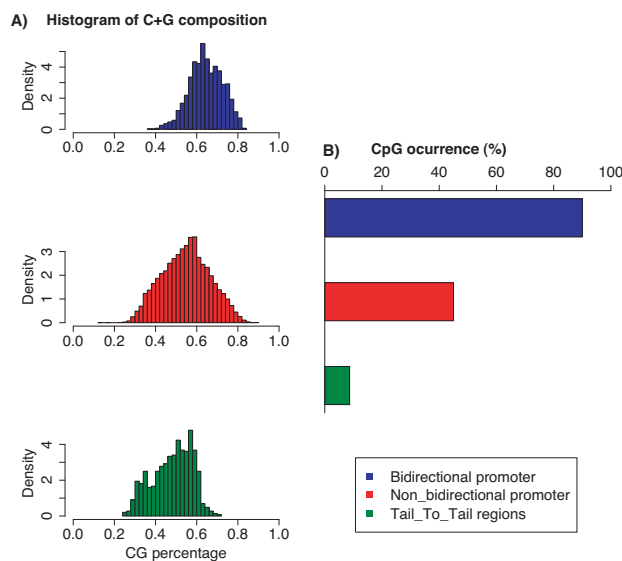 A) Histogram of C+G composition
Density
0 2 4
0.0 0.2 0.4 0.6 0.8 1.0
Density
0 1 2 3
0.0 0.2 0.4 0.6 0.8 1.0
Density
0 2 4
0.0 0.2 0.4 0.6 0.8 1.0
CG percentage
B) CpG ocurrence (%)
0 20 40 60 80 100
Bidirectional promoter
Non_bidirectional promoter
Tail_To_Tail regions